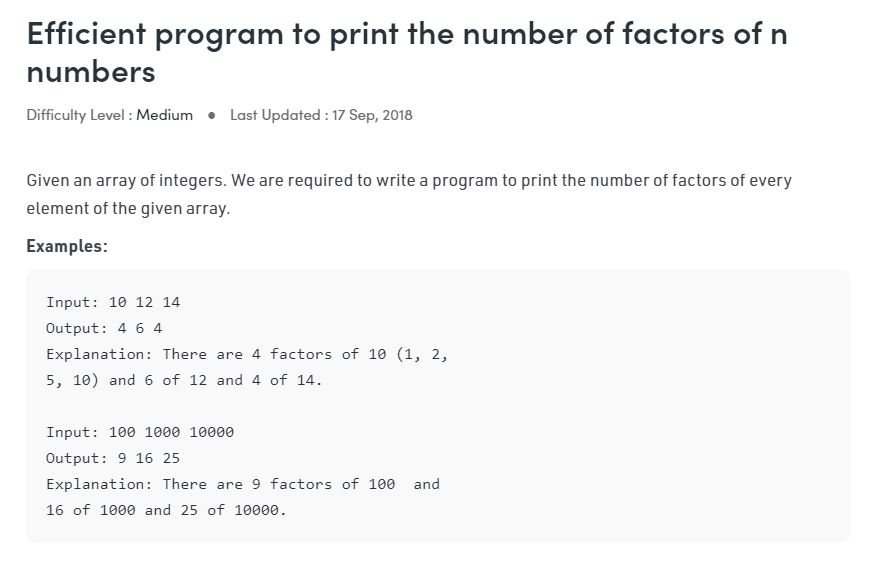 Efficient program to print the number of factors of n
numbers
Difficulty Level : Medium ● Last Updated : 17 Sep, 2018
Given an array of integers. We are required to write a program to print the number of factors of every
element of the given array.
Examples:
Input: 10 12 14
Output: 4 6 4
Explanation: There are 4 factors of 10 (1, 2,
5, 10) and 6 of 12 and 4 of 14.
Input: 100 1000 10000
Output: 9 16 25
Explanation: There are 9 factors of 100  and
16 of 1000 and 25 of 10000.